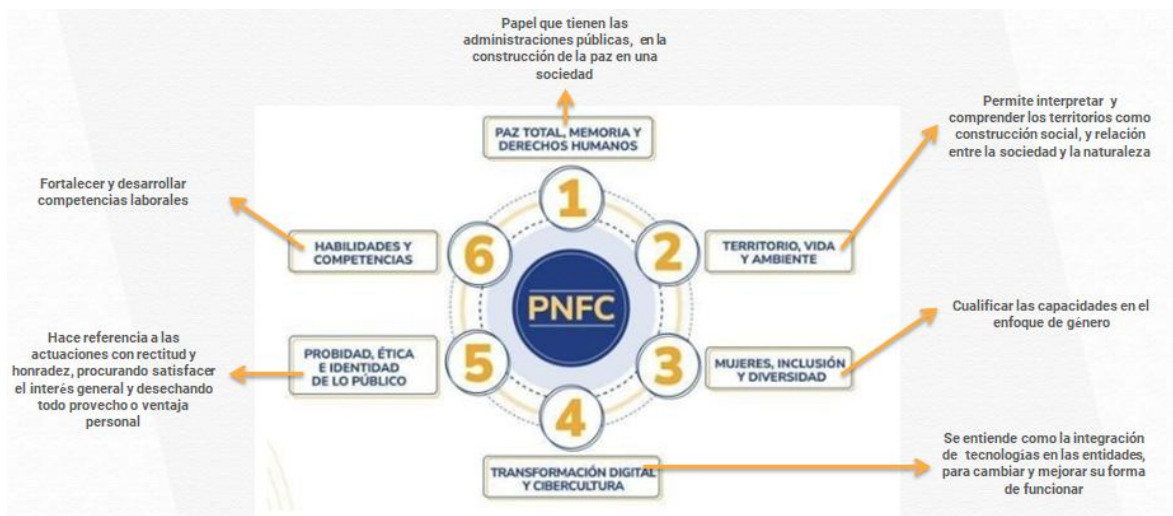 Papel que tienen las
administraciones públicas, en la
construcción de la paz en una
sociedad
PAZ TOTAL, MEMORIA Y
DERECHOS HUMANOS
1
Permite interpretar y
comprender los territorios como
construcción social, y relación
entre la sociedad y la naturaleza
2
TERRITORIO, VIDA
Y AMBIENTE
Cualificar las capacidades en el
enfoque de género
3
MUJERES, INCLUSIÓN
Y DIVERSIDAD
Se entiende como la integración
de tecnologías en las entidades,
para cambiar y mejorar su forma
de funcionar
4
TRANSFORMACIÓN DIGITAL
Y CIBERCULTURA
Hace referencia a las
actuaciones con rectitud y
honradez, procurando satisfacer
el interés general y desechando
todo provecho o ventaja
personal
PROBIDAD, ÉTICA
E IDENTIDAD
DE LO PÚBLICO
5
Fortalecer y desarrollar
competencias laborales
HABILIDADES Y
COMPETENCIAS
6
PNFC